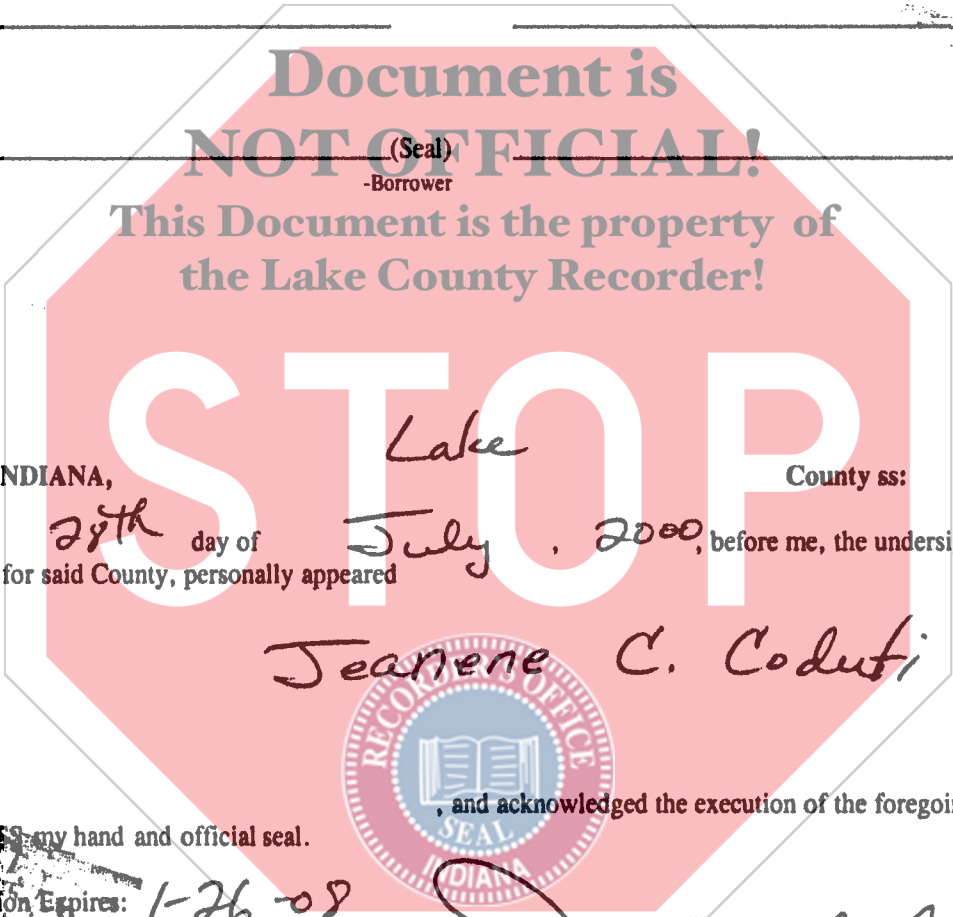 Document is
NOT OFFICIAL!
(Seal)
-Borrower
This Document is the property of
the Lake County Recorder!
STOP
Lake
NDIANA, County ss:
28th day of July, 2000, before me, the undersi
for said County, personally appeared
Jeanene C. Coduti
RECORDER'S OFFICE
, and acknowledged the execution of the foregoi
SEAL
my hand and official seal.
INDIANA
on Expires: 1-26-08